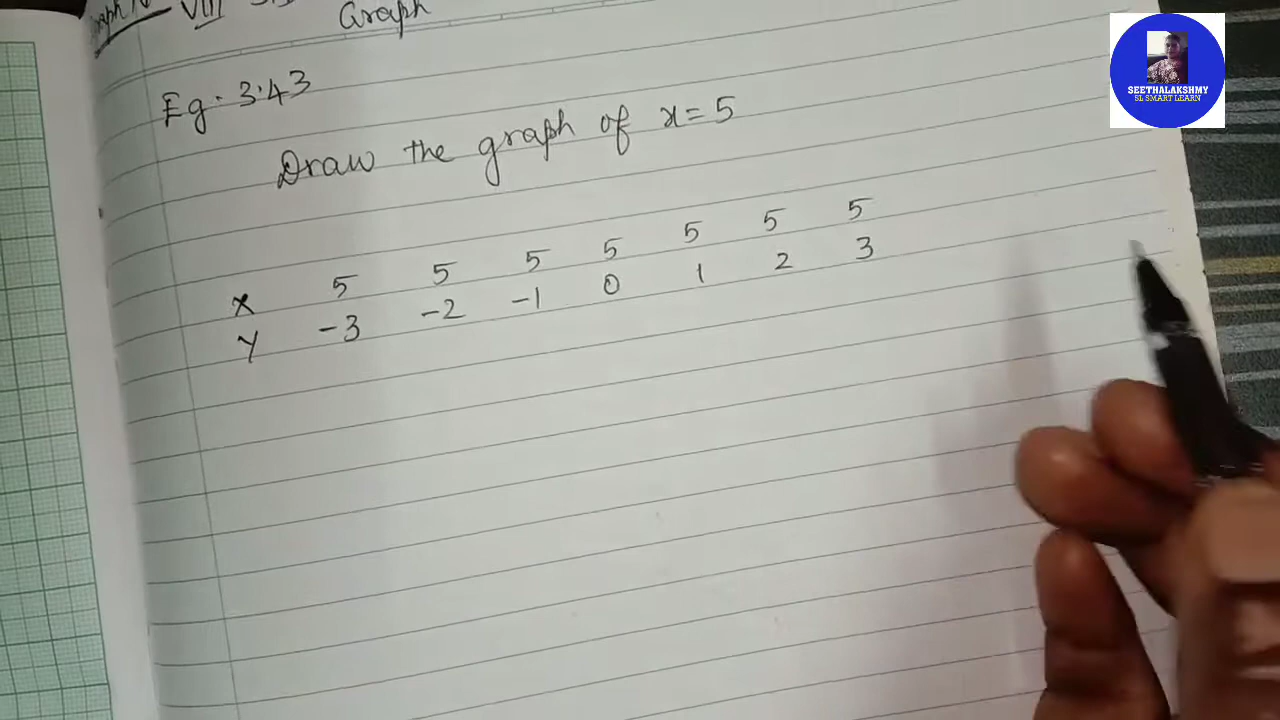 VIII
Graph
Eg. 3.43
Draw the graph of x = 5
x 5 5 5 5 5 5 5
y -3 -2 -1 0 1 2 3
SEETHALAKSHMY
SL SMART LEARN